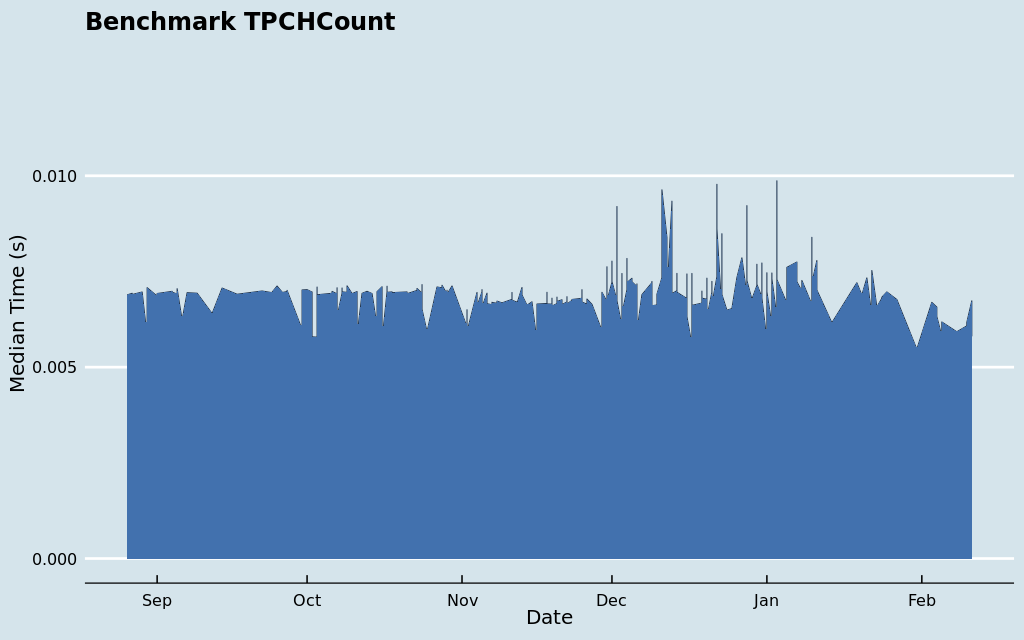 Benchmark TPCHCount
0.010
0.005
0.000
Median Time (s)
Sep Oct Nov Dec Jan Feb
Date